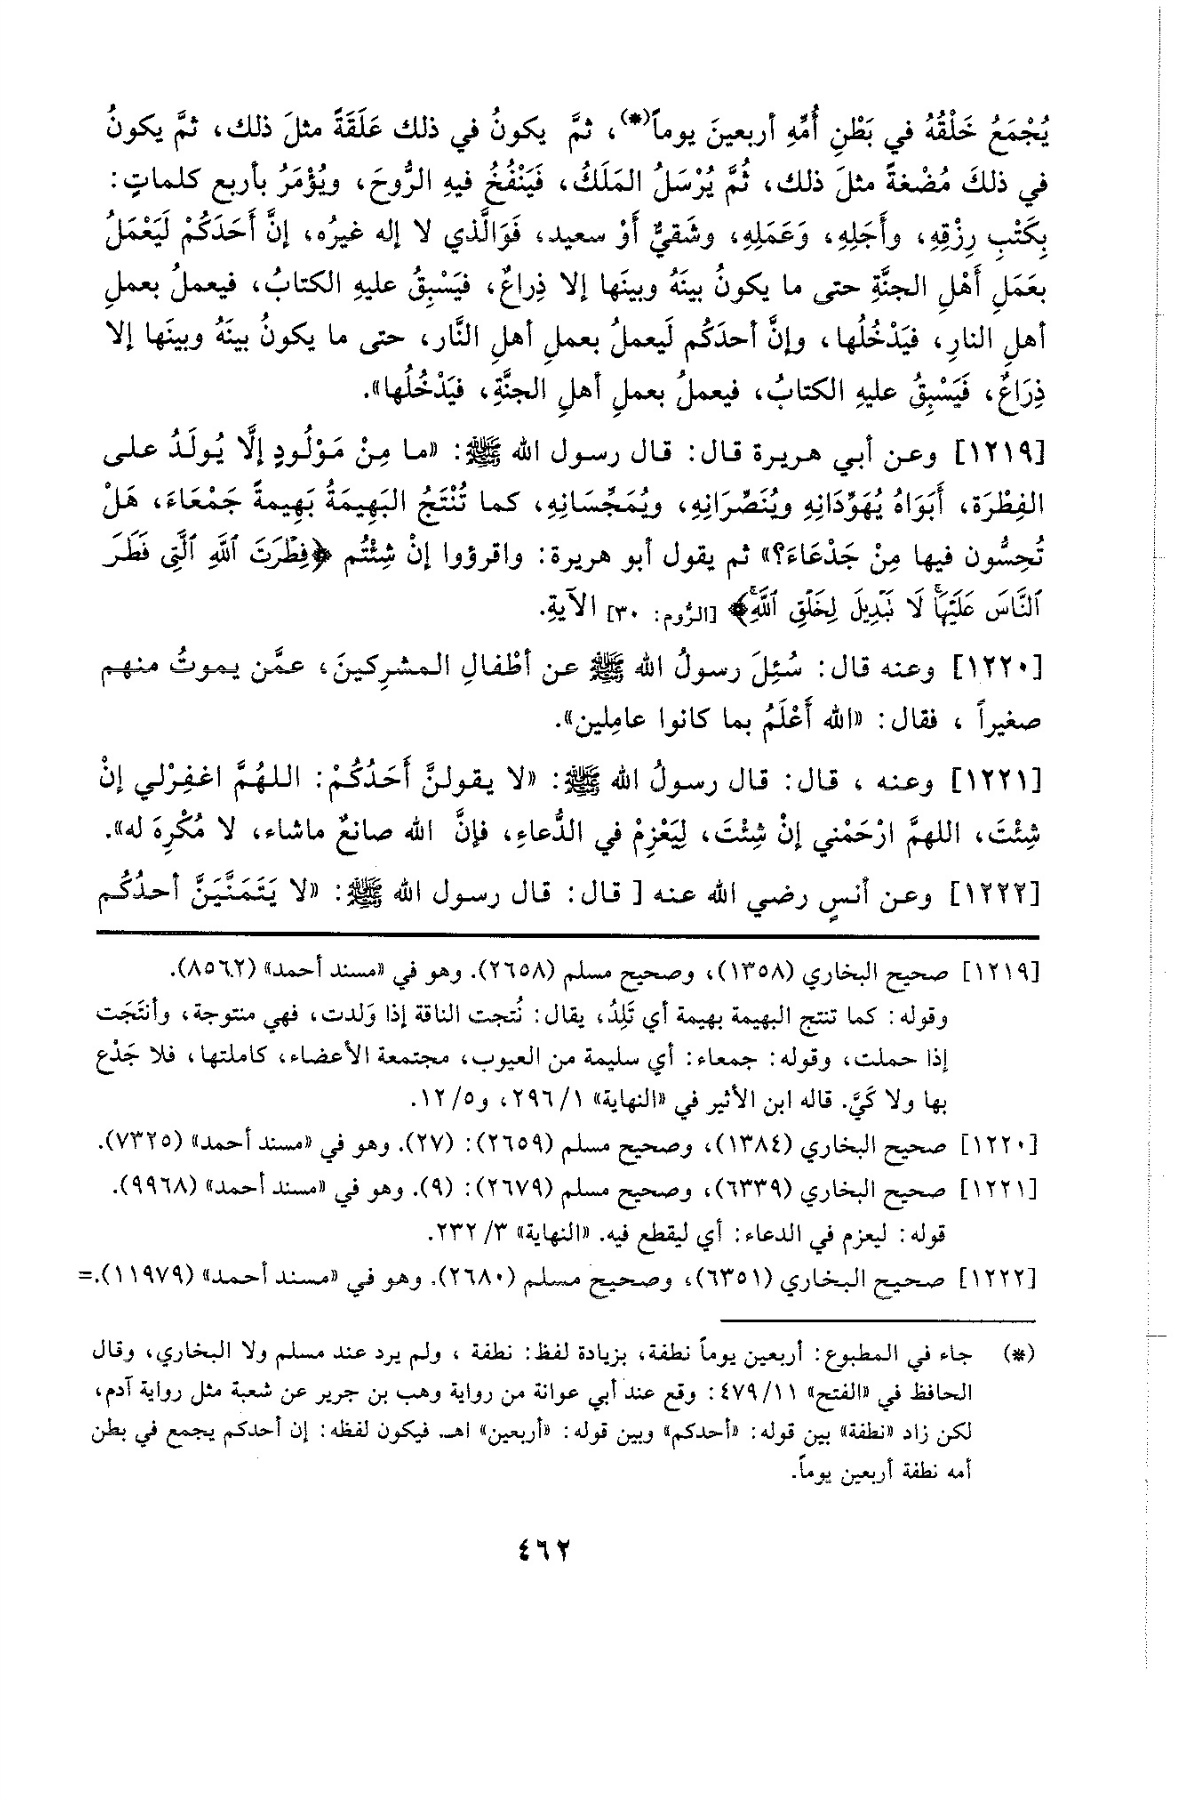 يُجْمَعُ خَلْقُهُ في بَطْنِ أُمِّهِ أربعينَ يوماً(*)، ثمَّ يكونُ في ذلك عَلَقَةً مثلَ ذلك، ثمَّ يكونُ
في ذلكَ مُضْغةً مثلَ ذلك، ثُمَّ يُرْسَلُ المَلَكُ، فَيَنْفُخُ فيهِ الرُّوحَ، ويُؤْمَرُ بأربع كلماتٍ:
بِكَتْبِ رِزْقِهِ، وأَجَلِهِ، وَعَمَلِهِ، وشَقيٌّ أَوْ سعيد، فَوَالَّذي لا إله غيرُه، إنَّ أَحَدَكُمْ لَيَعْمَلُ
بعَمَلِ أَهْلِ الجنَّةِ حتى ما يكونُ بينَهُ وبينَها إلا ذِراعٌ، فيَسْبِقُ عليهِ الكتابُ، فيعملُ بعملِ
أهلِ النارِ، فيَدْخُلُها، وإنَّ أحدَكُم لَيعملُ بعملِ أهلِ النَّار، حتى ما يكونُ بينَهُ وبينَها إلا
ذِرَاعٌ، فَيَسْبِقُ عليهِ الكتابُ، فيعملُ بعملِ أهلِ الجنَّةِ، فيَدْخُلُها».
[١٢١٩] وعن أبي هريرة قال: قال رسول الله ﷺ: «ما مِنْ مَوْلُودٍ إلَّا يُولَدُ على
الفِطْرَة، أَبَوَاهُ يُهَوِّدَانِهِ ويُنَصِّرَانِهِ، ويُمَجِّسَانِهِ، كما تُنْتَجُ البَهِيمَةُ بَهِيمةً جَمْعَاءَ، هَلْ
تُحِسُّون فيها مِنْ جَدْعَاءَ؟» ثم يقول أبو هريرة: واقرؤوا إنْ شِئْتُم ﴿فِطْرَتَ ٱللَّهِ ٱلَّتِي فَطَرَ
ٱلنَّاسَ عَلَيْهَاۚ لَا تَبْدِيلَ لِخَلْقِ ٱللَّهِۚ﴾ [الرُّوم: ٣٠] الآيةِ.
[١٢٢٠] وعنه قال: سُئِلَ رسولُ الله ﷺ عن أطْفالِ المشرِكينَ، عمَّن يموتُ منهم
صغيراً ، فقال: «الله أَعْلَمُ بما كانوا عامِلين».
[١٢٢١] وعنه ، قال: قال رسولُ الله ﷺ: «لا يقولنَّ أَحَدُكُمْ: اللهُمَّ اغفِرْلي إنْ
شِئْتَ، اللهمَّ ارْحَمْني إنْ شِئْتَ، لِيَعْزِمْ في الدُّعاءِ، فإنَّ الله صانعٌ ماشاء، لا مُكْرِهَ له».
[١٢٢٢] وعن أنسٍ رضي الله عنه [ قال: قال رسول الله ﷺ: «لا يَتَمَنَّيَنَّ أحدُكُم
[١٢١٩] صحيح البخاري (١٣٥٨)، وصحيح مسلم (٢٦٥٨). وهو في «مسند أحمد» (٨٥٦٢).
وقوله: كما تنتج البهيمة بهيمة أي تَلِدُ، يقال: نُتجت الناقة إذا وَلدت، فهي منتوجة، وأنتَجَت
إذا حملت، وقوله: جمعاء: أي سليمة من العيوب، مجتمعة الأعضاء، كاملتها، فلا جَدْع
بها ولا كَيَّ. قاله ابن الأثير في «النهاية» ١/ ٢٩٦، و٥/ ١٢.
[١٢٢٠] صحيح البخاري (١٣٨٤)، وصحيح مسلم (٢٦٥٩): (٢٧). وهو في «مسند أحمد» (٧٣٢٥).
[١٢٢١] صحيح البخاري (٦٣٣٩)، وصحيح مسلم (٢٦٧٩): (٩). وهو في «مسند أحمد» (٩٩٦٨).
قوله: ليعزم في الدعاء: أي ليقطع فيه. «النهاية» ٣/ ٢٣٢.
[١٢٢٢] صحيح البخاري (٦٣٥١)، وصحيح مسلم (٢٦٨٠). وهو في «مسند أحمد» (١١٩٧٩).=
(*) جاء في المطبوع: أربعين يوماً نطفة، بزيادة لفظ: نطفة ، ولم يرد عند مسلم ولا البخاري، وقال
الحافظ في «الفتح» ١١/ ٤٧٩: وقع عند أبي عوانة من رواية وهب بن جرير عن شعبة مثل رواية آدم،
لكن زاد «نطفة» بين قوله: «أحدكم» وبين قوله: «أربعين» اهـ. فيكون لفظه: إن أحدكم يجمع في بطن
أمه نطفة أربعين يوماً.
٤٦٢